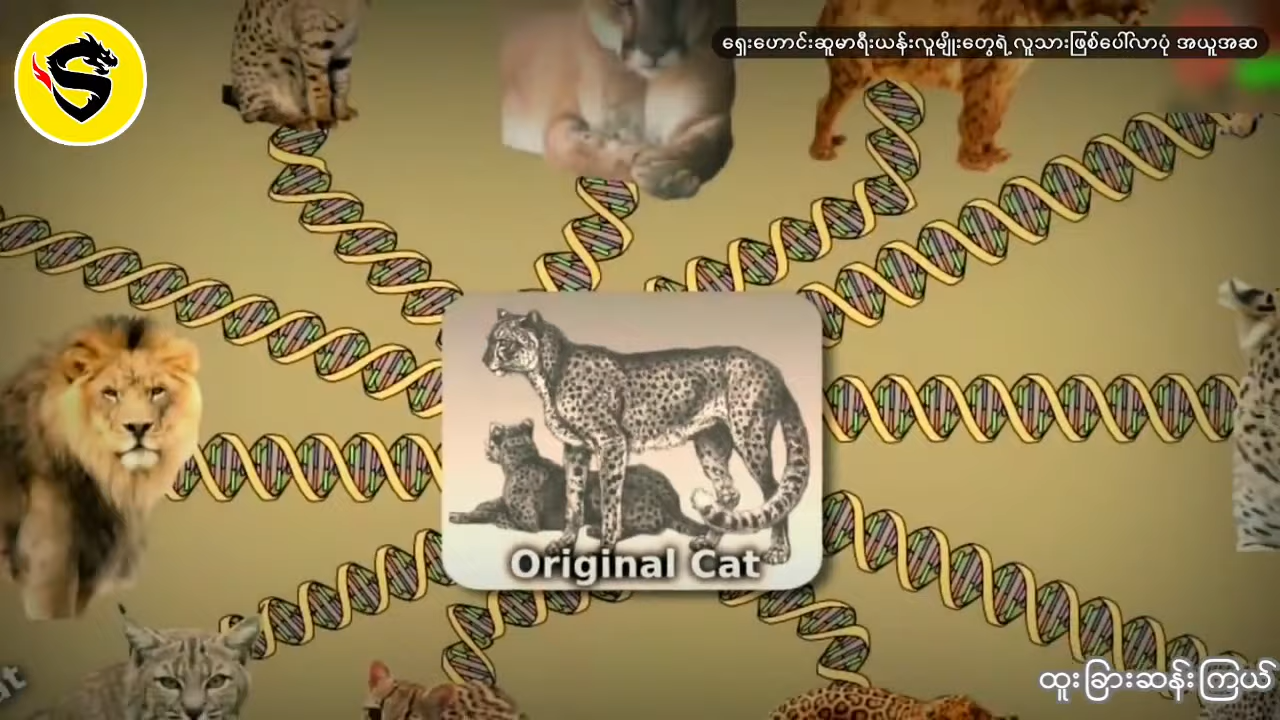 ရှေးဟောင်းဆူမာရီးယန်းလူမျိုးတွေရဲ့လူသားဖြစ်ပေါ်လာပုံ အယူအဆ
Original Cat
ထူးခြားဆန်းကြယ်